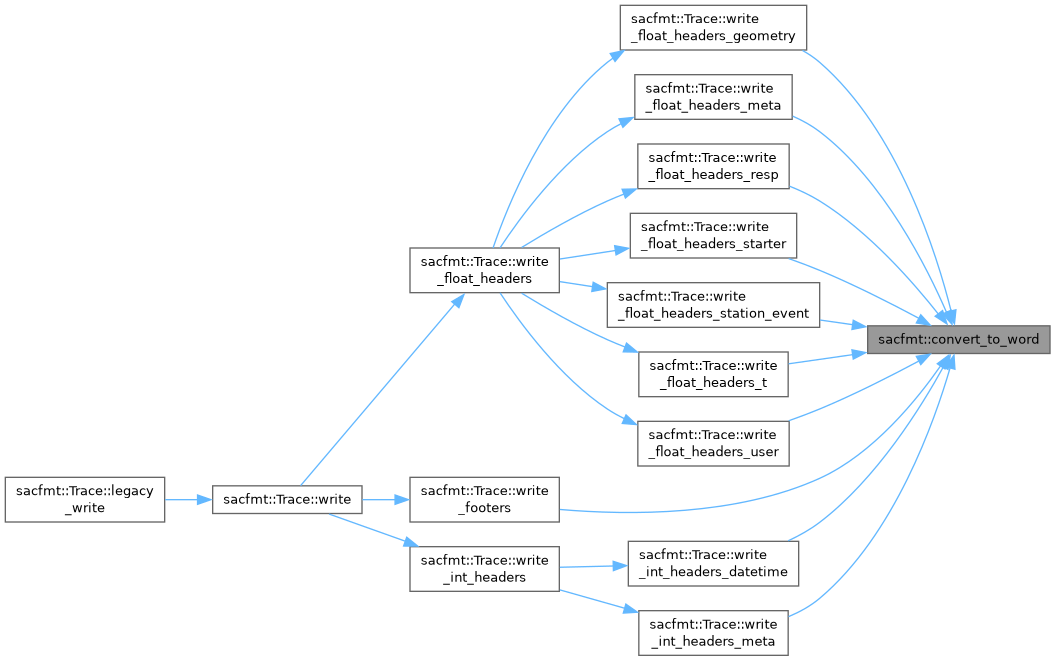 sacfmt::Trace::write
_float_headers_geometry
sacfmt::Trace::write
_float_headers_meta
sacfmt::Trace::write
_float_headers_resp
sacfmt::Trace::write
_float_headers_starter
sacfmt::Trace::write
_float_headers
sacfmt::Trace::write
_float_headers_station_event
sacfmt::convert_to_word
sacfmt::Trace::write
_float_headers_t
sacfmt::Trace::write
_float_headers_user
sacfmt::Trace::legacy
_write
sacfmt::Trace::write
sacfmt::Trace::write
_footers
sacfmt::Trace::write
_int_headers
sacfmt::Trace::write
_int_headers_datetime
sacfmt::Trace::write
_int_headers_meta